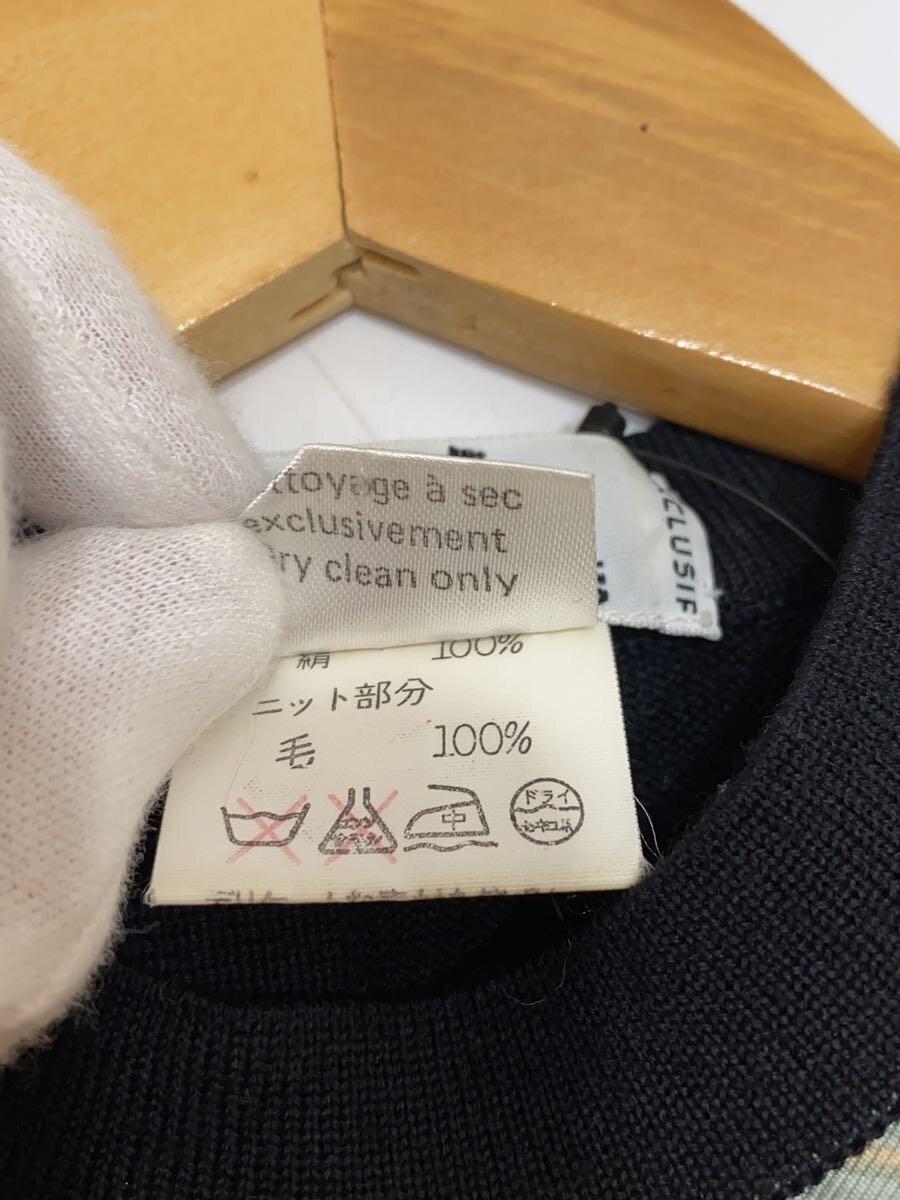 ttoyage à sec
exclusivement
ry clean only
CLUSIF
絹 100%
ニット部分
毛 100%
中
ドライ